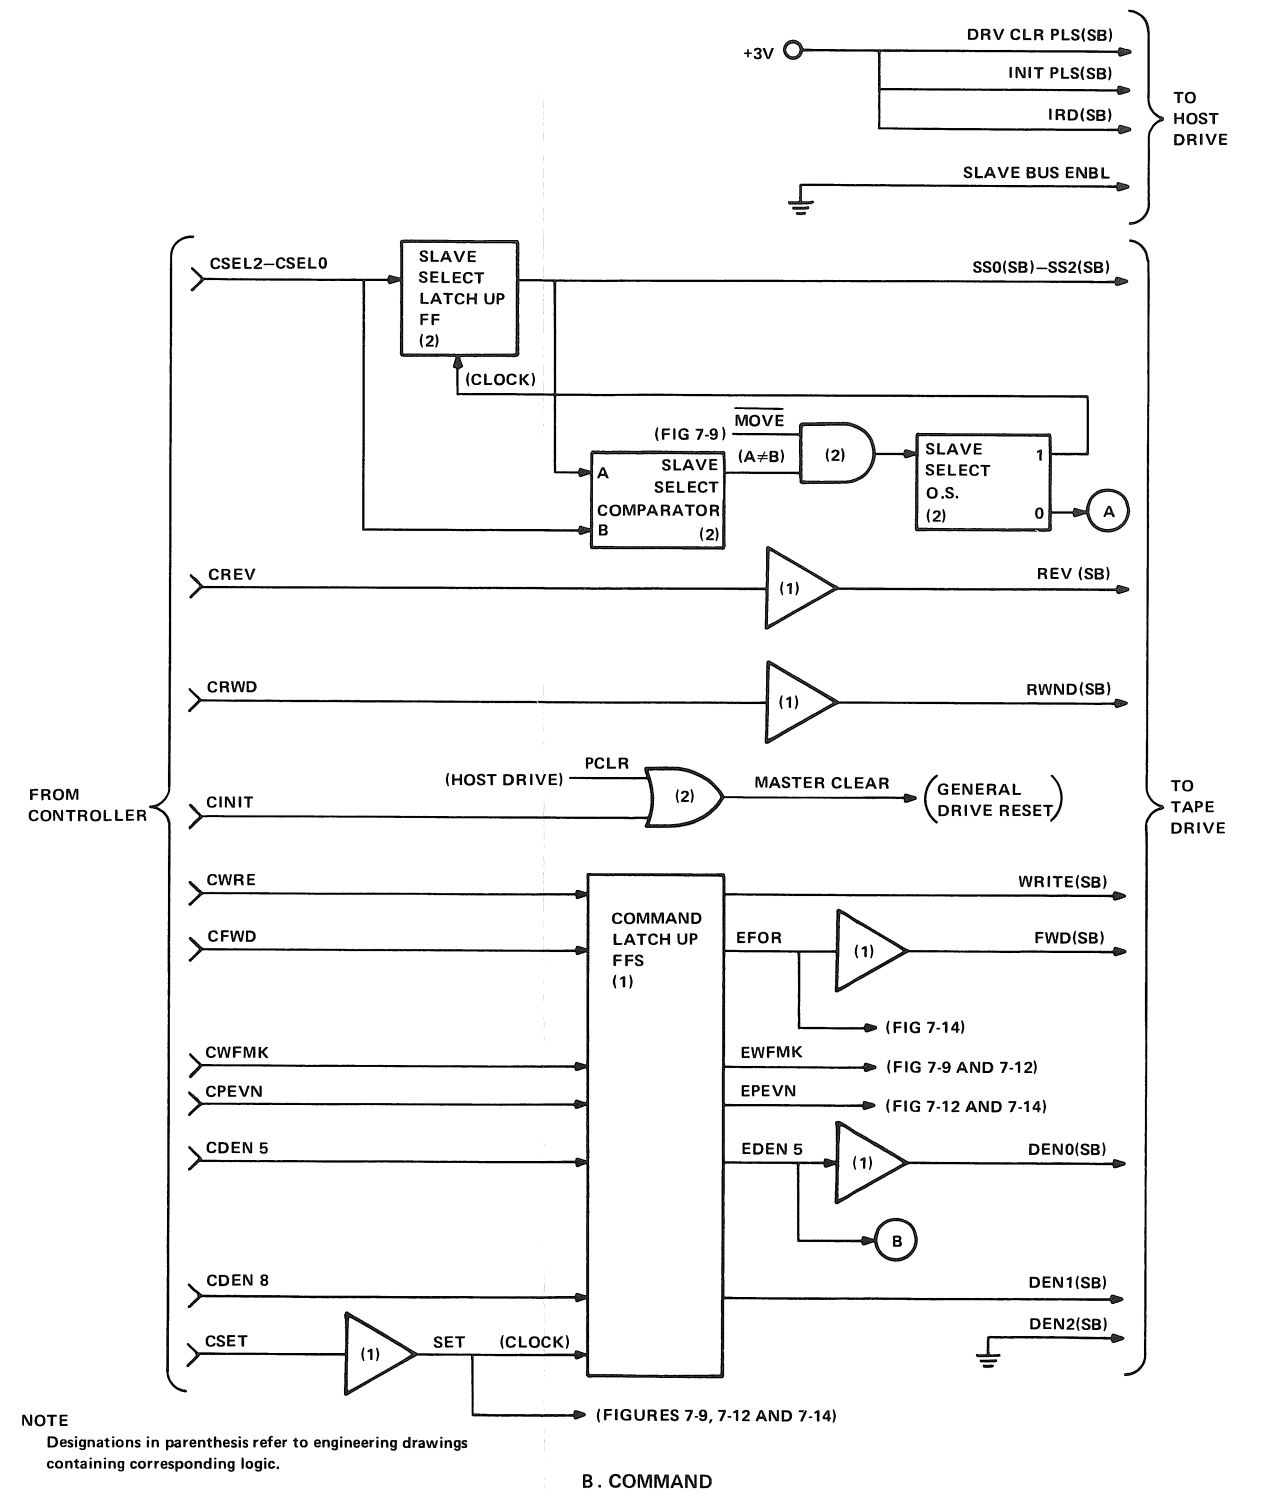 DRV CLR PLS(SB)
+3V
INIT PLS(SB)
IRD(SB)
TO
HOST
DRIVE
SLAVE BUS ENBL
CSEL2–CSEL0
SLAVE
SELECT
LATCH UP
FF
(2)
SS0(SB)–SS2(SB)
(CLOCK)
MOVE
(FIG 7-9)
(A≠B)
(2)
A
SLAVE
SELECT
COMPARATOR
B
(2)
SLAVE
SELECT
O.S.
(2)
1
0
A
CREV
(1)
REV (SB)
CRWD
(1)
RWND(SB)
PCLR
(HOST DRIVE)
CINIT
(2)
MASTER CLEAR
(GENERAL
DRIVE RESET)
FROM
CONTROLLER
TO
TAPE
DRIVE
CWRE
WRITE(SB)
COMMAND
LATCH UP
FFS
(1)
CFWD
EFOR
(1)
FWD(SB)
(FIG 7-14)
CWFMK
EWFMK
(FIG 7-9 AND 7-12)
CPEVN
EPEVN
(FIG 7-12 AND 7-14)
CDEN 5
EDEN 5
(1)
DEN0(SB)
B
CDEN 8
DEN1(SB)
DEN2(SB)
CSET
(1)
SET
(CLOCK)
(FIGURES 7-9, 7-12 AND 7-14)
NOTE
Designations in parenthesis refer to engineering drawings
containing corresponding logic.
B. COMMAND